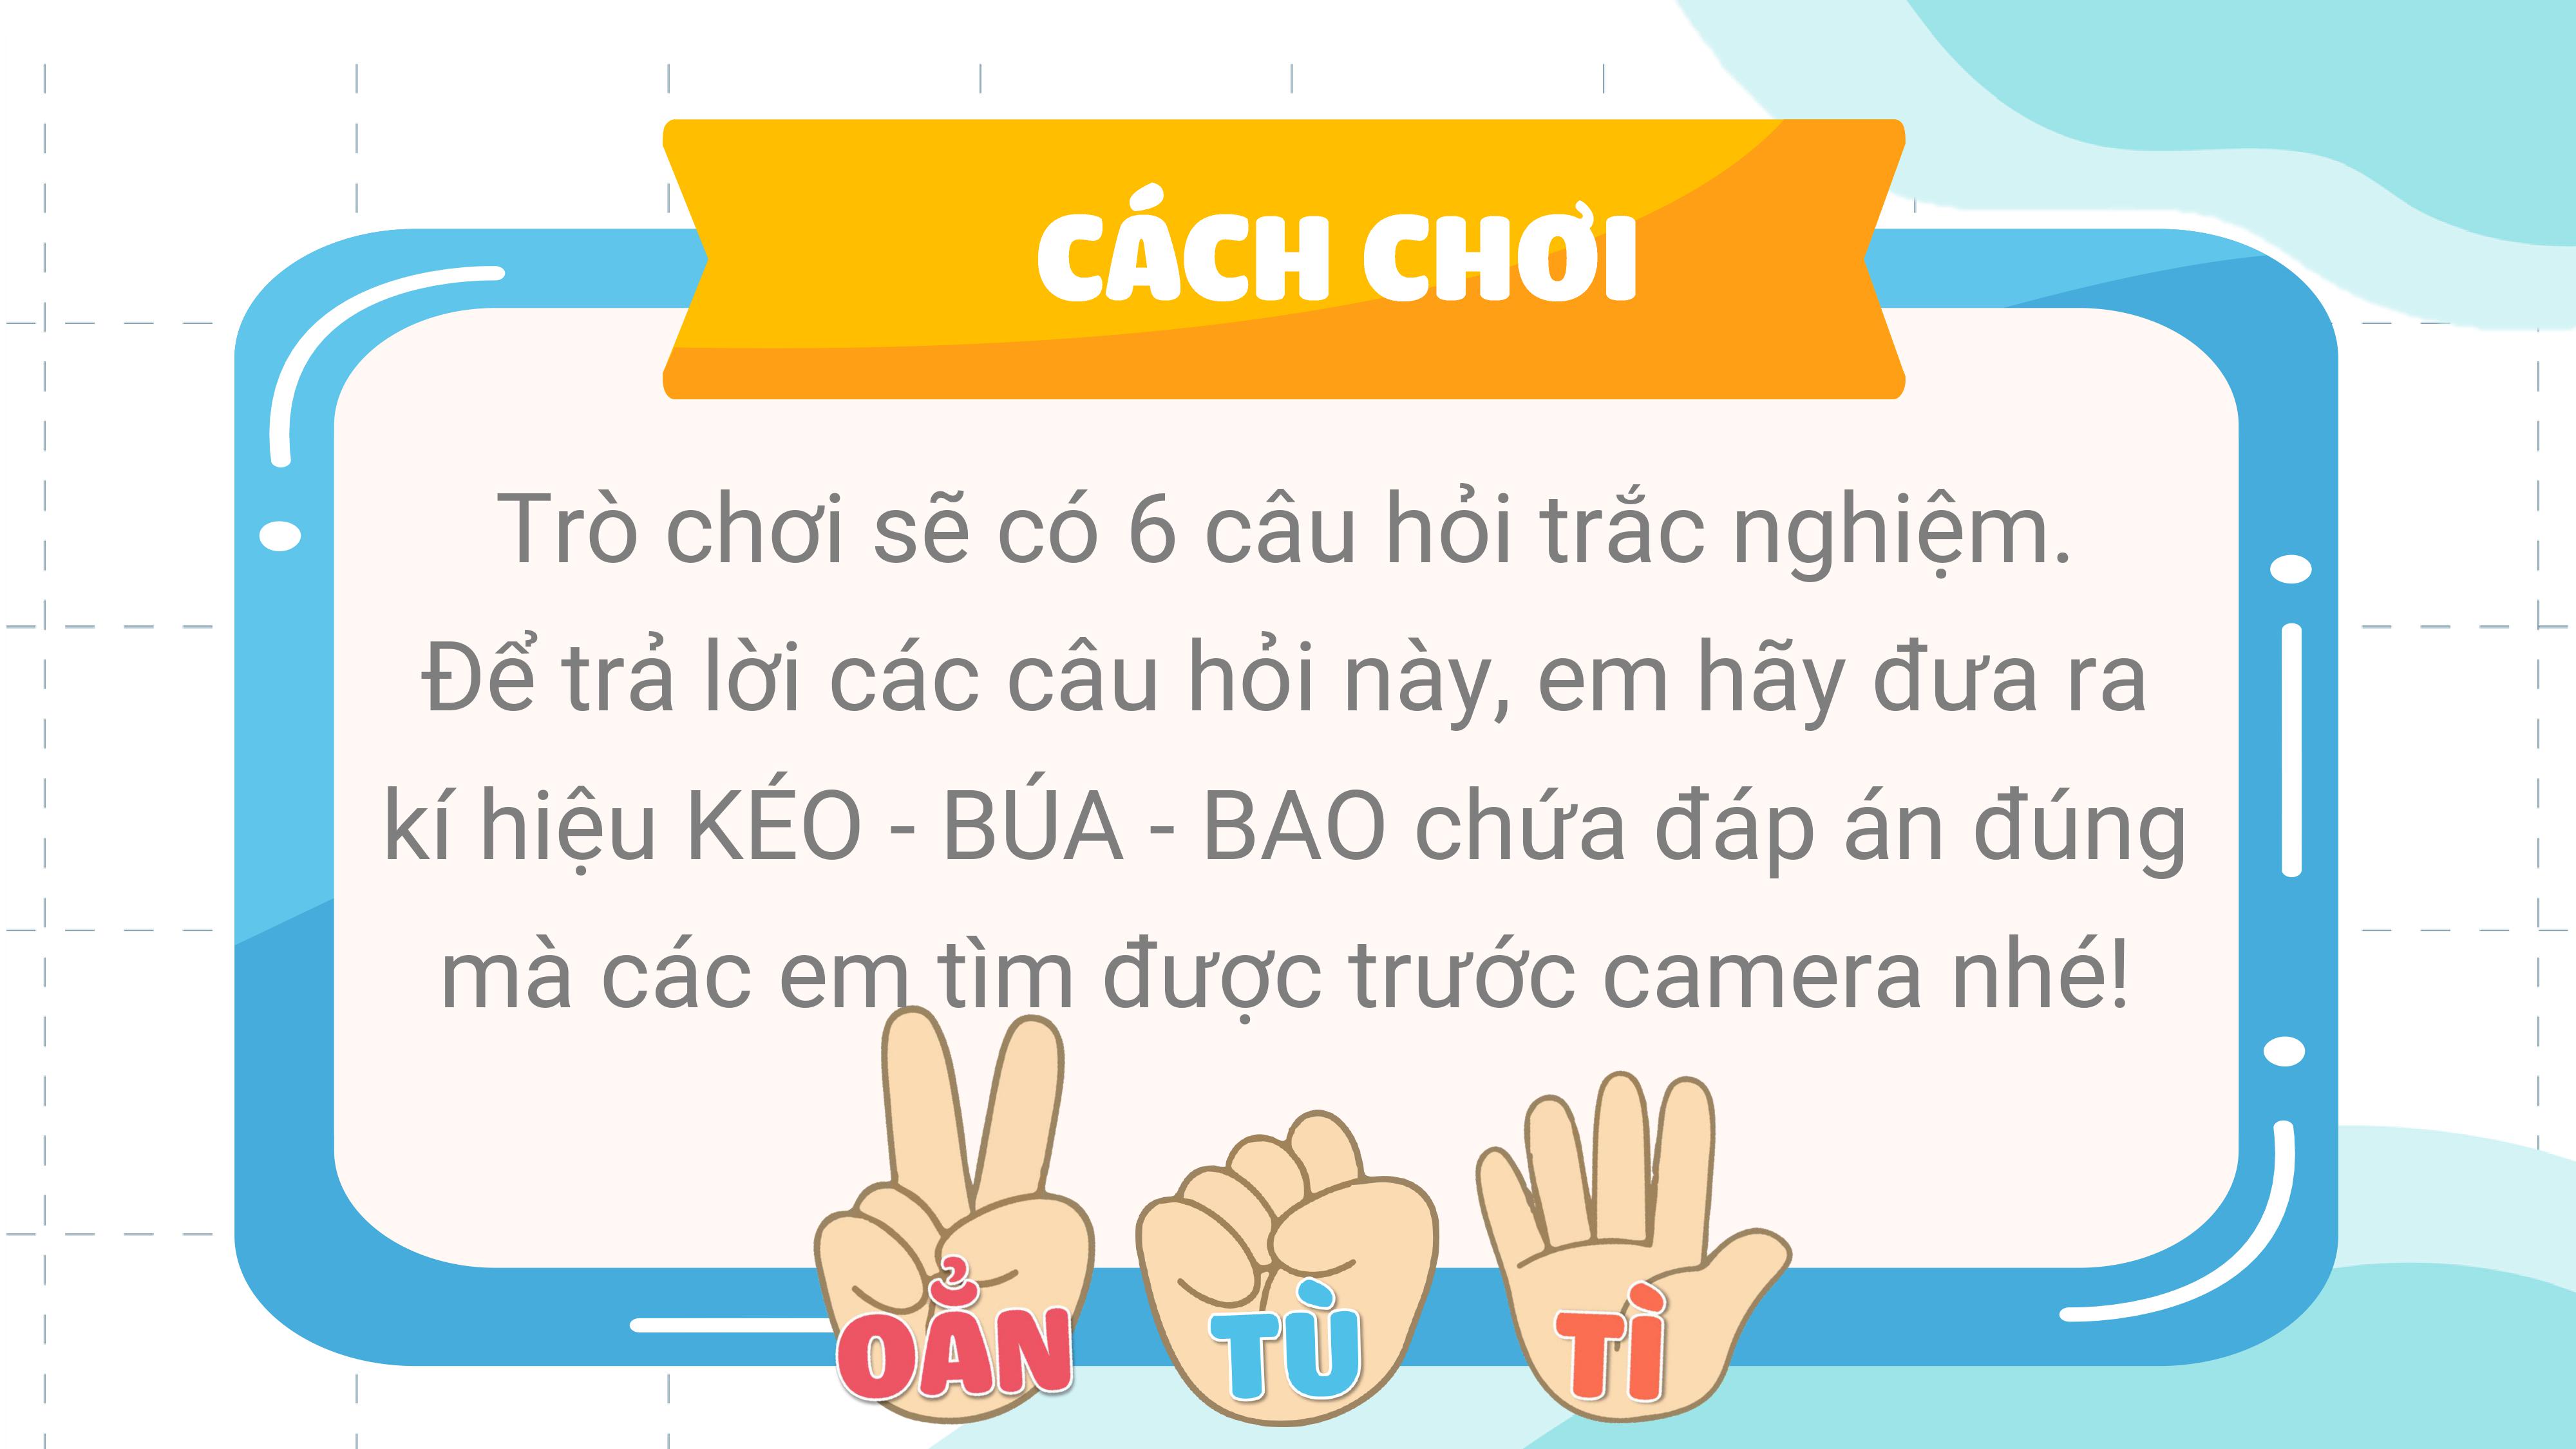 CÁCH CHƠI
Trò chơi sẽ có 6 câu hỏi trắc nghiệm.
Để trả lời các câu hỏi này, em hãy đưa ra
kí hiệu KÉO - BÚA - BAO chứa đáp án đúng
mà các em tìm được trước camera nhé!
OẲN TÙ TÌ